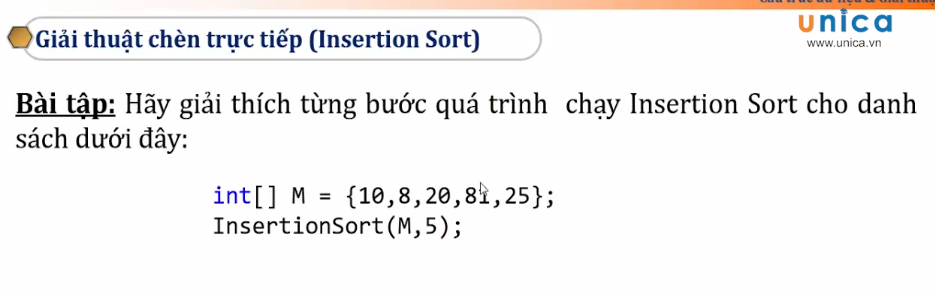 unica
www.unica.vn
Giải thuật chèn trực tiếp (Insertion Sort)
Bài tập: Hãy giải thích từng bước quá trình chạy Insertion Sort cho danh
sách dưới đây:
int[] M = {10,8,20,81,25};
InsertionSort(M,5);